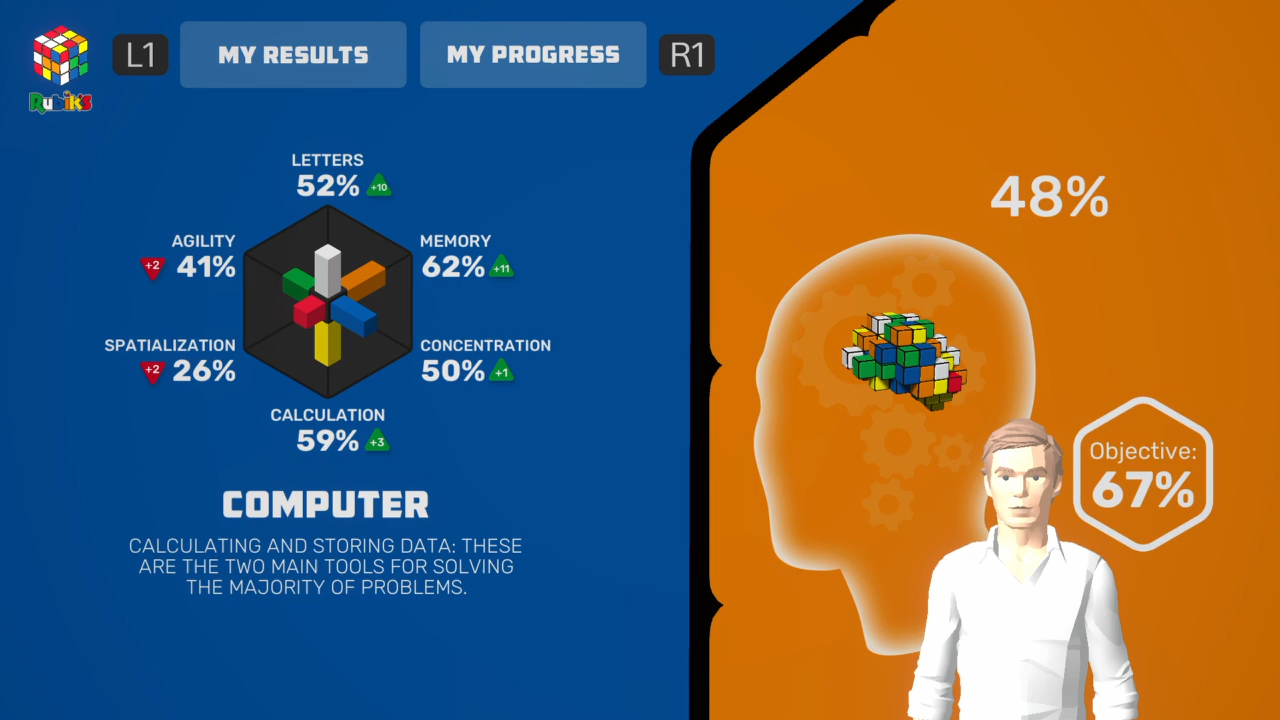 L1
MY RESULTS
MY PROGRESS
R1
Rubik's
LETTERS
52% +10
AGILITY
+2 41%
MEMORY
62% +11
SPATIALIZATION
+2 26%
CONCENTRATION
50% +1
CALCULATION
59% +3
COMPUTER
CALCULATING AND STORING DATA: THESE
ARE THE TWO MAIN TOOLS FOR SOLVING
THE MAJORITY OF PROBLEMS.
48%
Objective:
67%